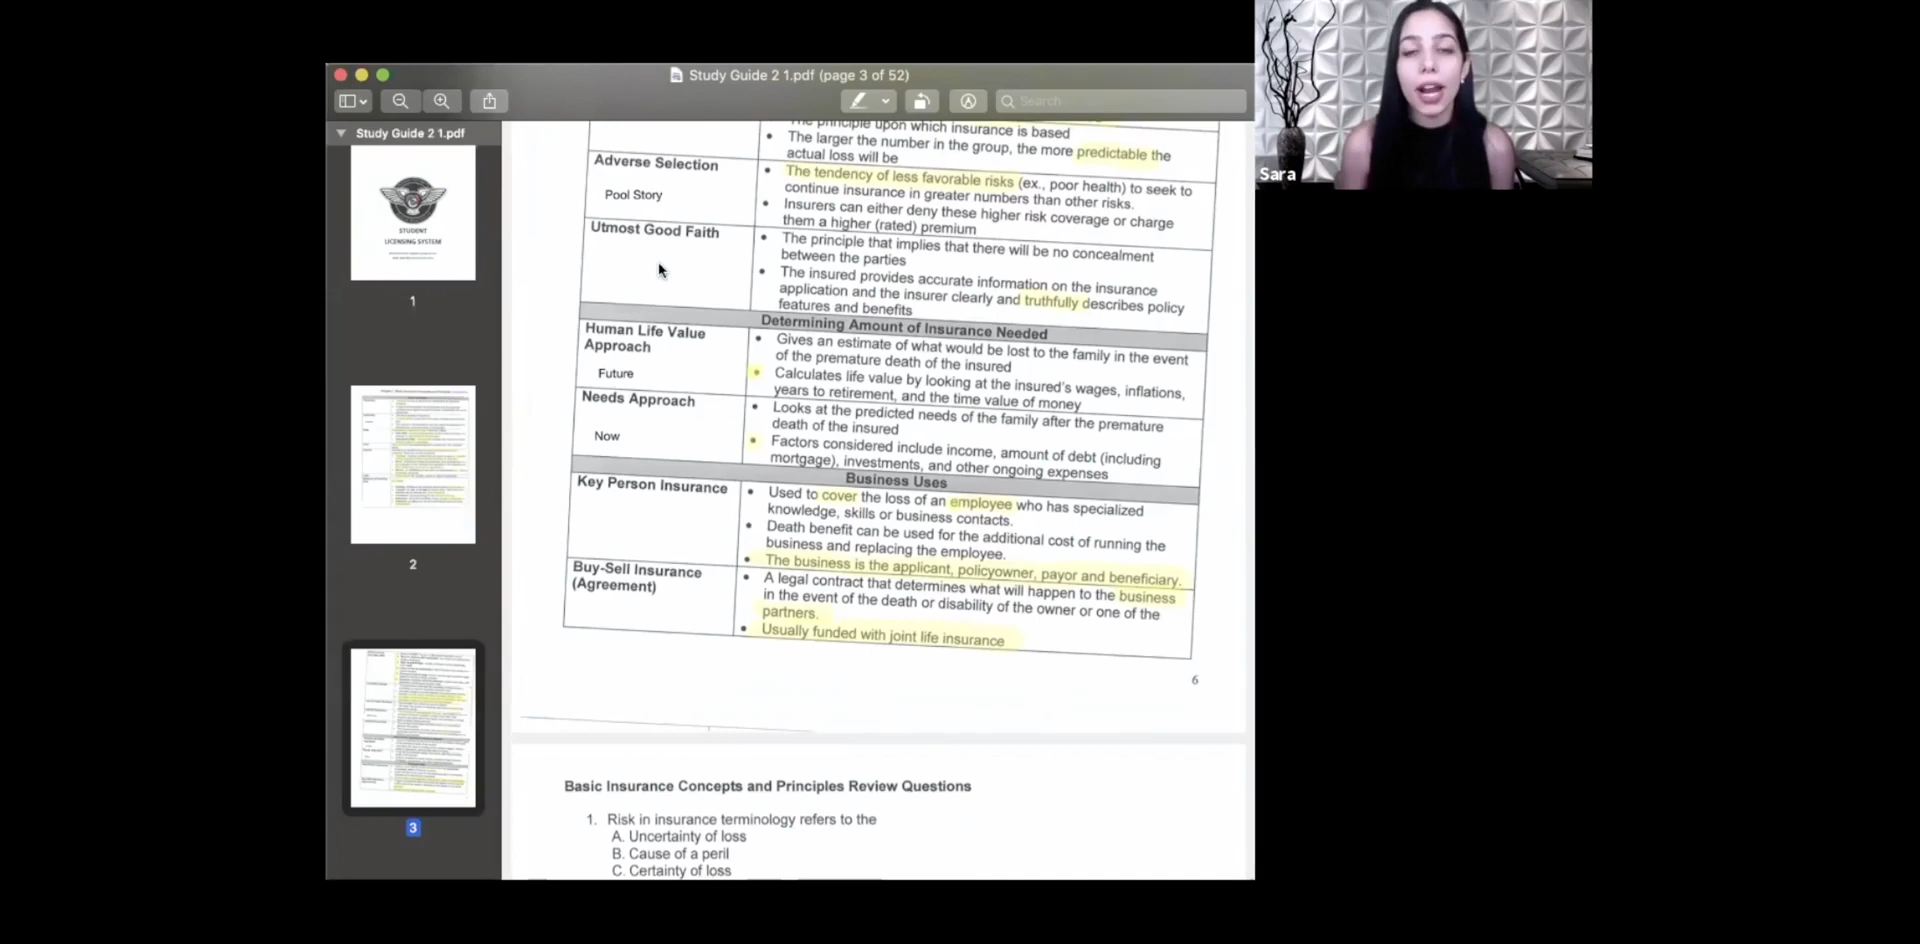 Study Guide 2 1.pdf (page 3 of 52)
Search
Study Guide 2 1.pdf
STUDENT
LICENSING SYSTEM
1
2
3
The principle upon which insurance is based
The larger the number in the group, the more predictable the
actual loss will be
Adverse Selection
Pool Story
• The tendency of less favorable risks (ex., poor health) to seek to
continue insurance in greater numbers than other risks.
• Insurers can either deny these higher risk coverage or charge
them a higher (rated) premium
Utmost Good Faith
• The principle that implies that there will be no concealment
between the parties
• The insured provides accurate information on the insurance
application and the insurer clearly and truthfully describes policy
features and benefits
Determining Amount of Insurance Needed
Human Life Value
Approach
Future
• Gives an estimate of what would be lost to the family in the event
of the premature death of the insured
• Calculates life value by looking at the insured's wages, inflations,
years to retirement, and the time value of money
Needs Approach
Now
• Looks at the predicted needs of the family after the premature
death of the insured
• Factors considered include income, amount of debt (including
mortgage), investments, and other ongoing expenses
Business Uses
Key Person Insurance
• Used to cover the loss of an employee who has specialized
knowledge, skills or business contacts.
• Death benefit can be used for the additional cost of running the
business and replacing the employee.
• The business is the applicant, policyowner, payor and beneficiary.
Buy-Sell Insurance
(Agreement)
• A legal contract that determines what will happen to the business
in the event of the death or disability of the owner or one of the
partners.
• Usually funded with joint life insurance
6
Basic Insurance Concepts and Principles Review Questions
1. Risk in insurance terminology refers to the
A. Uncertainty of loss
B. Cause of a peril
C. Certainty of loss
Sara